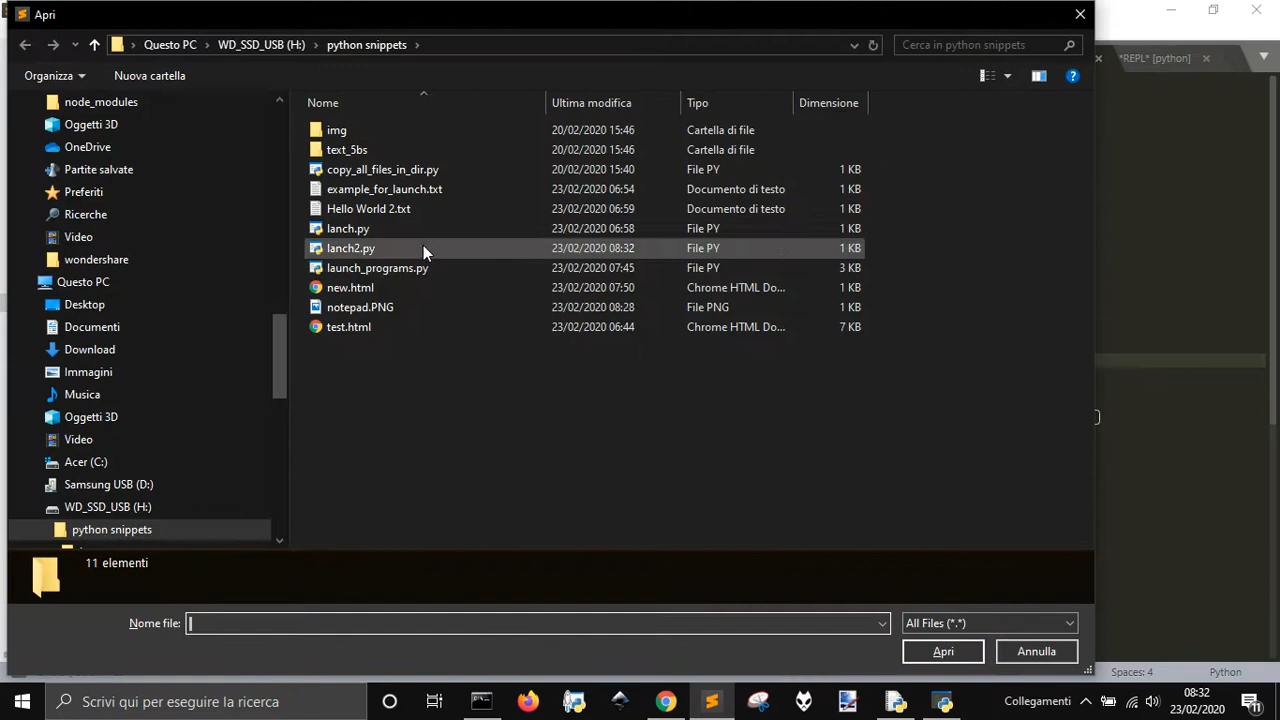 Apri
Questo PC > WD_SSD_USB (H:) > python snippets >
Cerca in python snippets
*REPL* [python]
Organizza
Nuova cartella
node_modules
Oggetti 3D
OneDrive
Partite salvate
Preferiti
Ricerche
Video
wondershare
Questo PC
Desktop
Documenti
Download
Immagini
Musica
Oggetti 3D
Video
Acer (C:)
Samsung USB (D:)
WD_SSD_USB (H:)
python snippets
Nome Ultima modifica Tipo Dimensione
img 20/02/2020 15:46 Cartella di file
text_5bs 20/02/2020 15:46 Cartella di file
copy_all_files_in_dir.py 20/02/2020 15:40 File PY 1 KB
example_for_launch.txt 23/02/2020 06:54 Documento di testo 1 KB
Hello World 2.txt 23/02/2020 06:59 Documento di testo 1 KB
lanch.py 23/02/2020 06:58 File PY 1 KB
lanch2.py 23/02/2020 08:32 File PY 1 KB
launch_programs.py 23/02/2020 07:45 File PY 3 KB
new.html 23/02/2020 07:50 Chrome HTML Do... 1 KB
notepad.PNG 23/02/2020 08:28 File PNG 1 KB
test.html 23/02/2020 06:44 Chrome HTML Do... 7 KB
11 elementi
Nome file:
All Files (*.*)
Apri
Annulla
Spaces: 4 Python
Scrivi qui per eseguire la ricerca
Collegamenti
08:32
23/02/2020
11